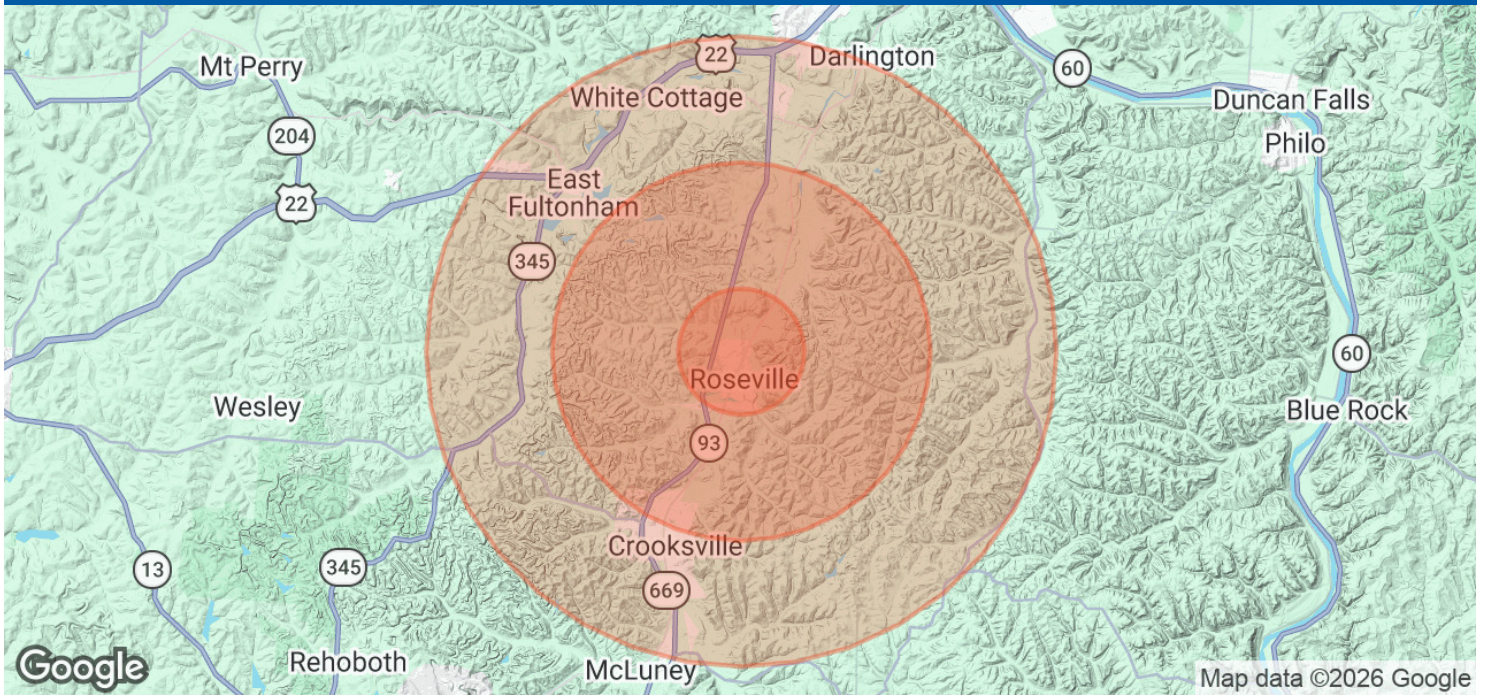 22
Darlington
Mt Perry
60
White Cottage
Duncan Falls
204
Philo
East
Fultonham
22
345
60
Roseville
Wesley
Blue Rock
93
Crooksville
13
345
669
Rehoboth
McLuney
Google
Map data ©2026 Google